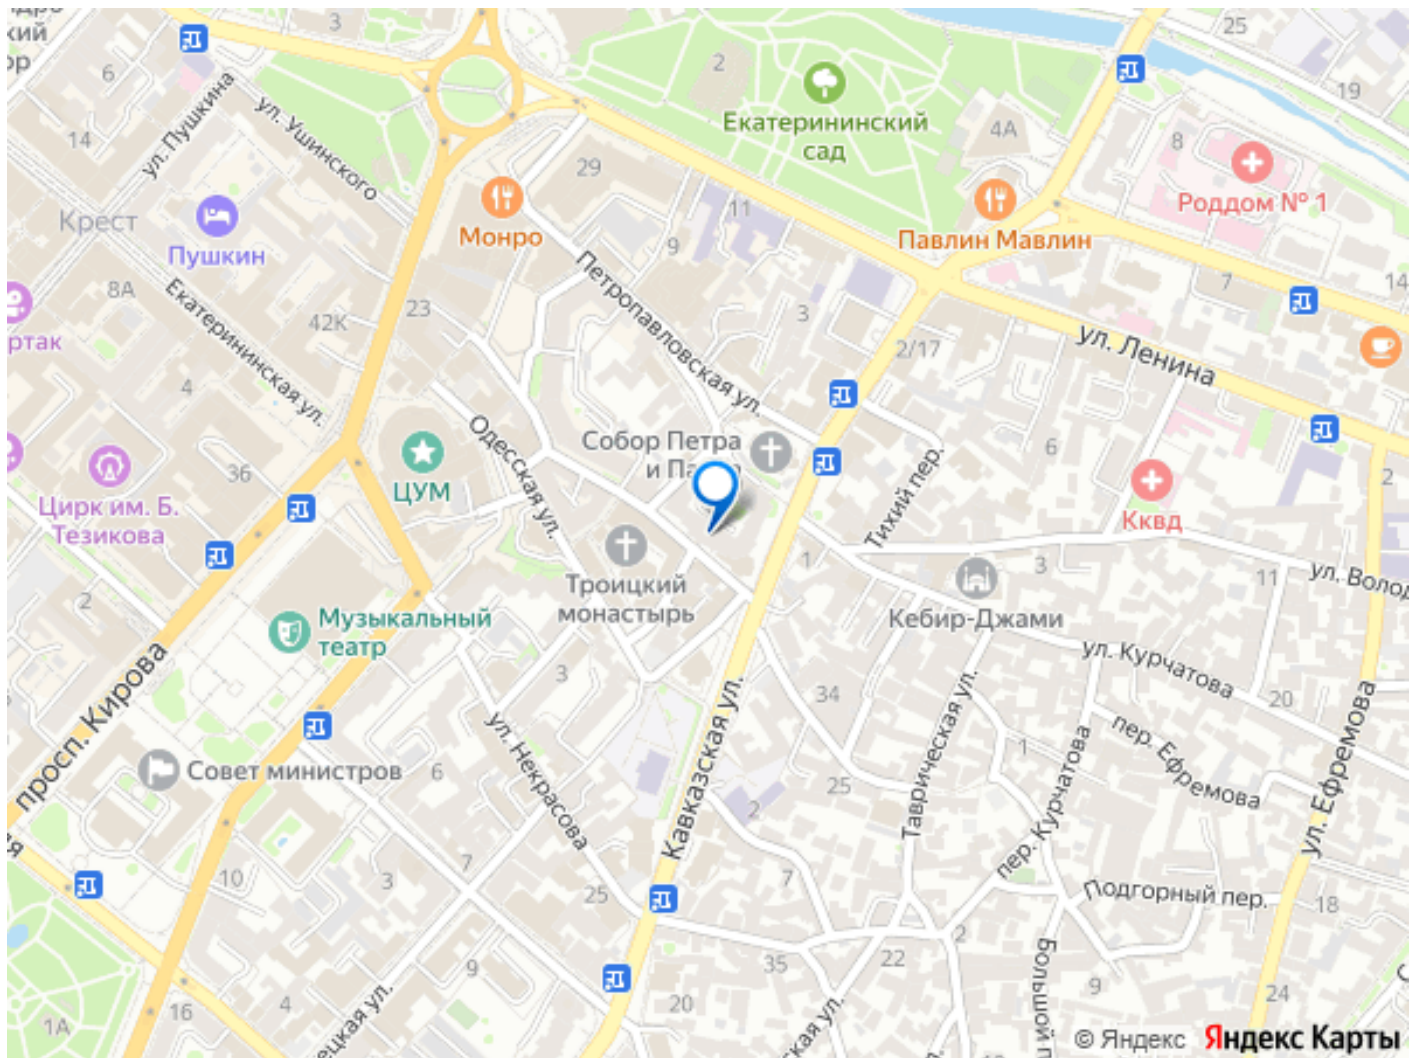 кий
ор
3
6
14
ул. Пушкина
ул. Ушинского
29
2
Екатерининский
сад
4А
25
19
8
Роддом № 1
Крест
Пушкин
Монро
11
9
Павлин Мавлин
7
14
8А
Екатерининская ул.
42К
23
Петропавловская ул.
3
2/17
ул. Ленина
ртак
4
36
Цирк им. Б.
Тезикова
ЦУМ
Одесская ул.
Собор Петра
Тихий пер.
6
2
Кквд
Троицкий
монастырь
1
3
Кебир-Джами
11
ул. Волод
2
Музыкальный
театр
просп. Кирова
3
ул. Курчатова
20
34
Кавказская ул.
Таврическая ул.
1
пер. Ефремова
ул. Ефремова
Совет министров
6
ул. Некрасова
25
2
пер. Курчатова
7
3
10
25
7
Подгорный пер.
18
2
9
35
22
Большой п
9
24
4
16
1А
20
© Яндекс Яндекс Карты